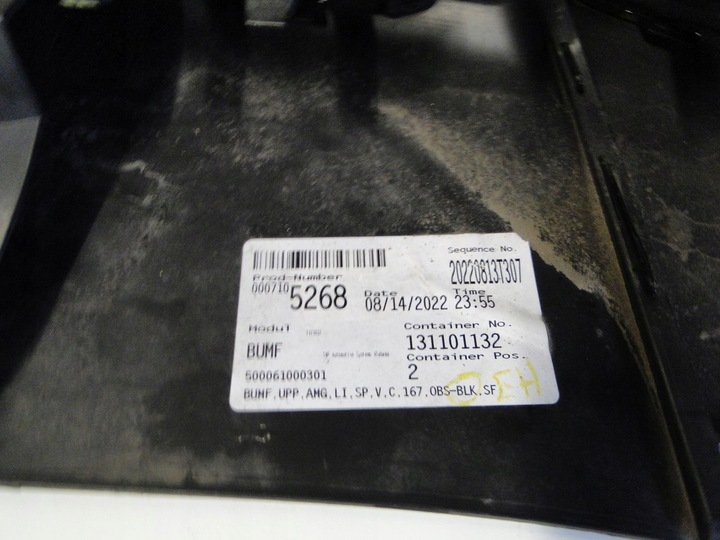 Sequence No.
20220813T307
Prod-Number
000710 5268
Date
08/14/2022
Time
23:55
Modul
BUMF
Container No.
131101132
Container Pos.
2
500061000301
BUMF,UPP,AMG,LI,SP,V.C.167,OBS-BLK,SF